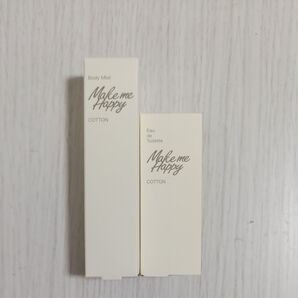 Body Mist
Make me
Happy
COTTON
Eau
de
Toilette
Make me
Happy
COTTON